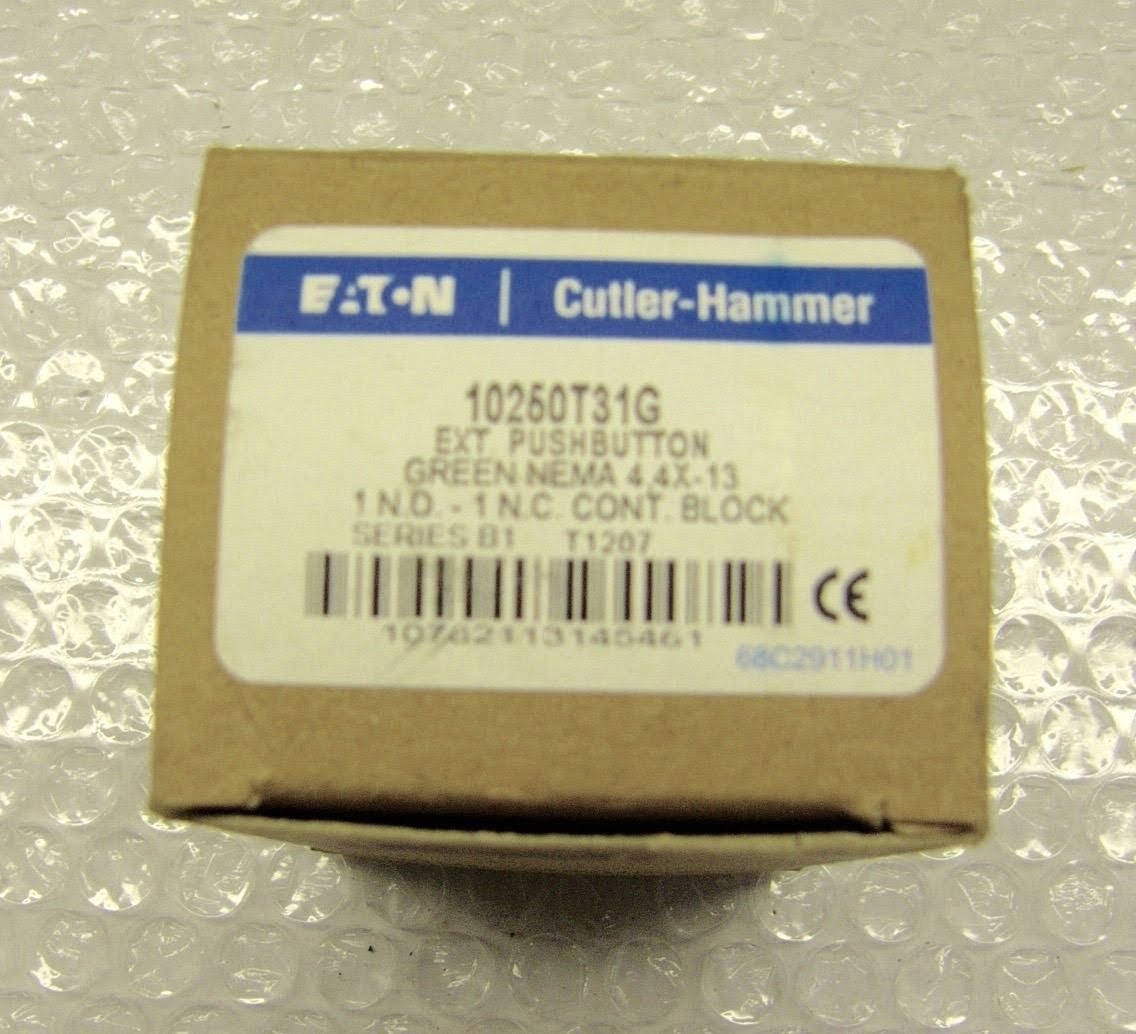 EATON | Cutler-Hammer
10250T31G
EXT. PUSHBUTTON
GREEN NEMA 4,4X-13
1 N.O. - 1 N.C. CONT. BLOCK
SERIES B1 T1207
10782113145461
CE
68C2911H01